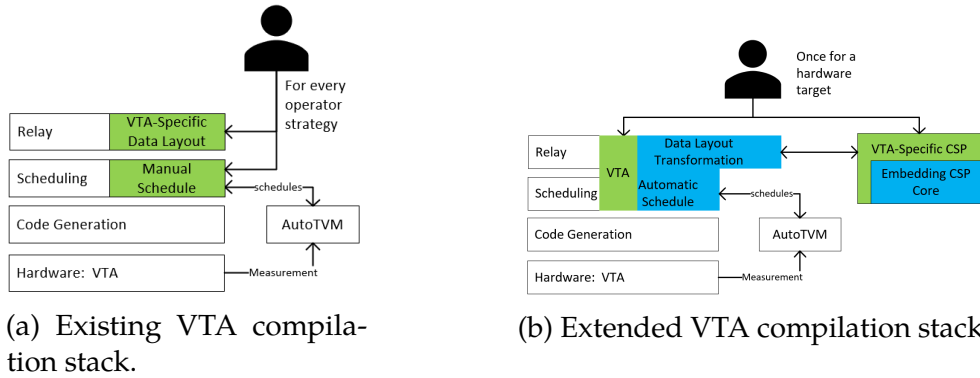 For every
operator
strategy
Relay
VTA-Specific
Data Layout
Scheduling
Manual
Schedule
schedules
Code Generation
AutoTVM
Hardware: VTA
Measurement
(a) Existing VTA compila-
tion stack.
Once for a
hardware
target
Relay
VTA
Data Layout
Transformation
VTA-Specific CSP
Embedding CSP
Core
Scheduling
Automatic
Schedule
schedules
Code Generation
AutoTVM
Hardware: VTA
Measurement
(b) Extended VTA compilation stack